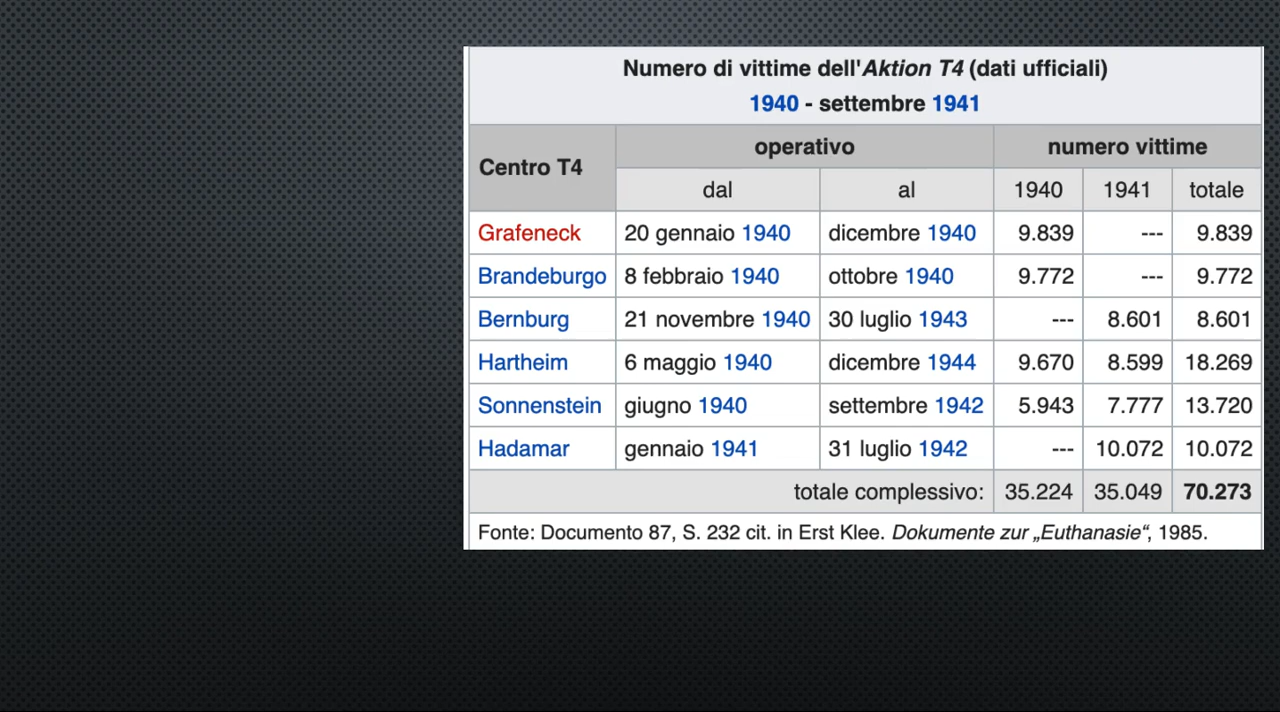 Numero di vittime dell'Aktion T4 (dati ufficiali)
1940 - settembre 1941
Centro T4 operativo numero vittime
dal al 1940 1941 totale
Grafeneck 20 gennaio 1940 dicembre 1940 9.839 --- 9.839
Brandeburgo 8 febbraio 1940 ottobre 1940 9.772 --- 9.772
Bernburg 21 novembre 1940 30 luglio 1943 --- 8.601 8.601
Hartheim 6 maggio 1940 dicembre 1944 9.670 8.599 18.269
Sonnenstein giugno 1940 settembre 1942 5.943 7.777 13.720
Hadamar gennaio 1941 31 luglio 1942 --- 10.072 10.072
totale complessivo: 35.224 35.049 70.273
Fonte: Documento 87, S. 232 cit. in Erst Klee. Dokumente zur „Euthanasie“, 1985.